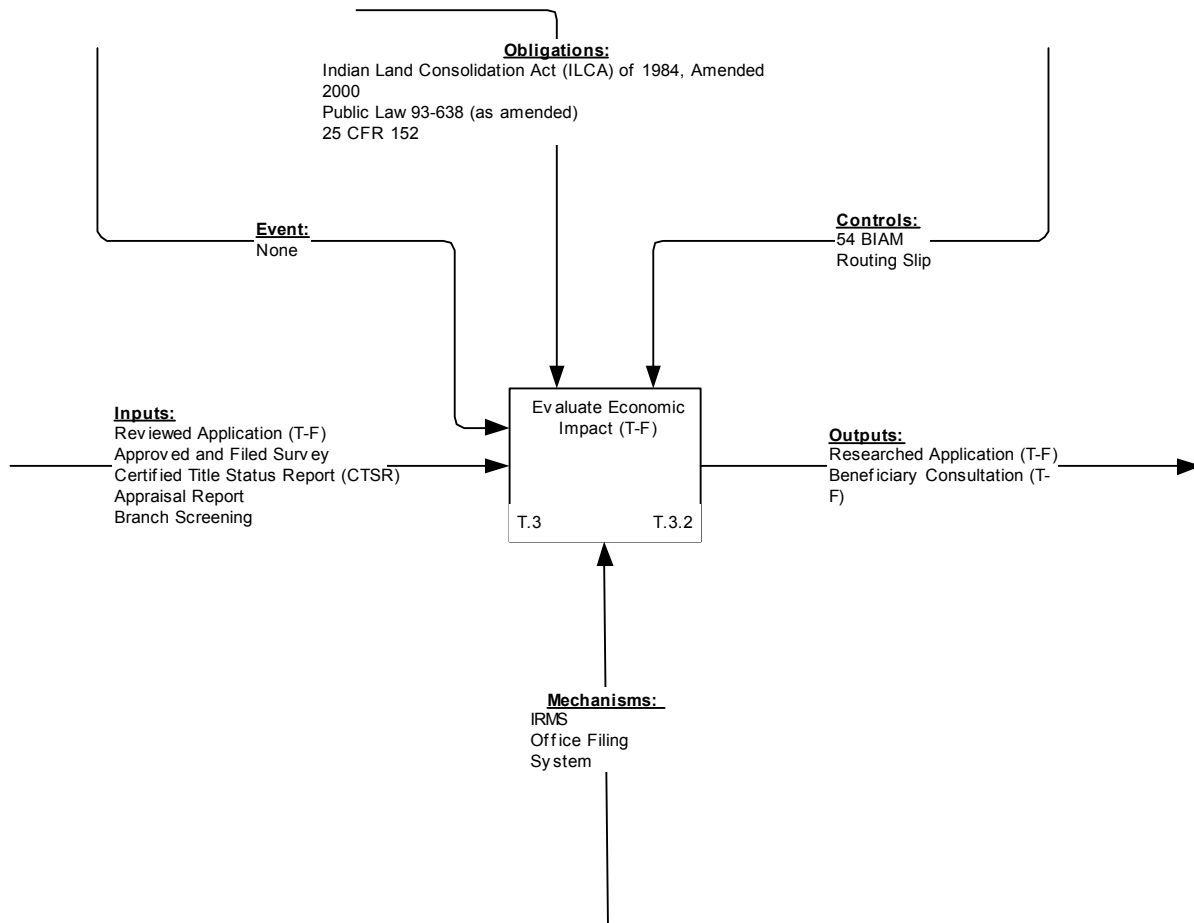 Obligations:
Indian Land Consolidation Act (ILCA) of 1984, Amended
2000
Public Law 93-638 (as amended)
25 CFR 152
Event:
None
Controls:
54 BIAM
Routing Slip
Inputs:
Reviewed Application (T-F)
Approved and Filed Survey
Certified Title Status Report (CTSR)
Appraisal Report
Branch Screening
Evaluate Economic
Impact (T-F)
T.3 T.3.2
Outputs:
Researched Application (T-F)
Beneficiary Consultation (T-
F)
Mechanisms:
IRMS
Office Filing
System